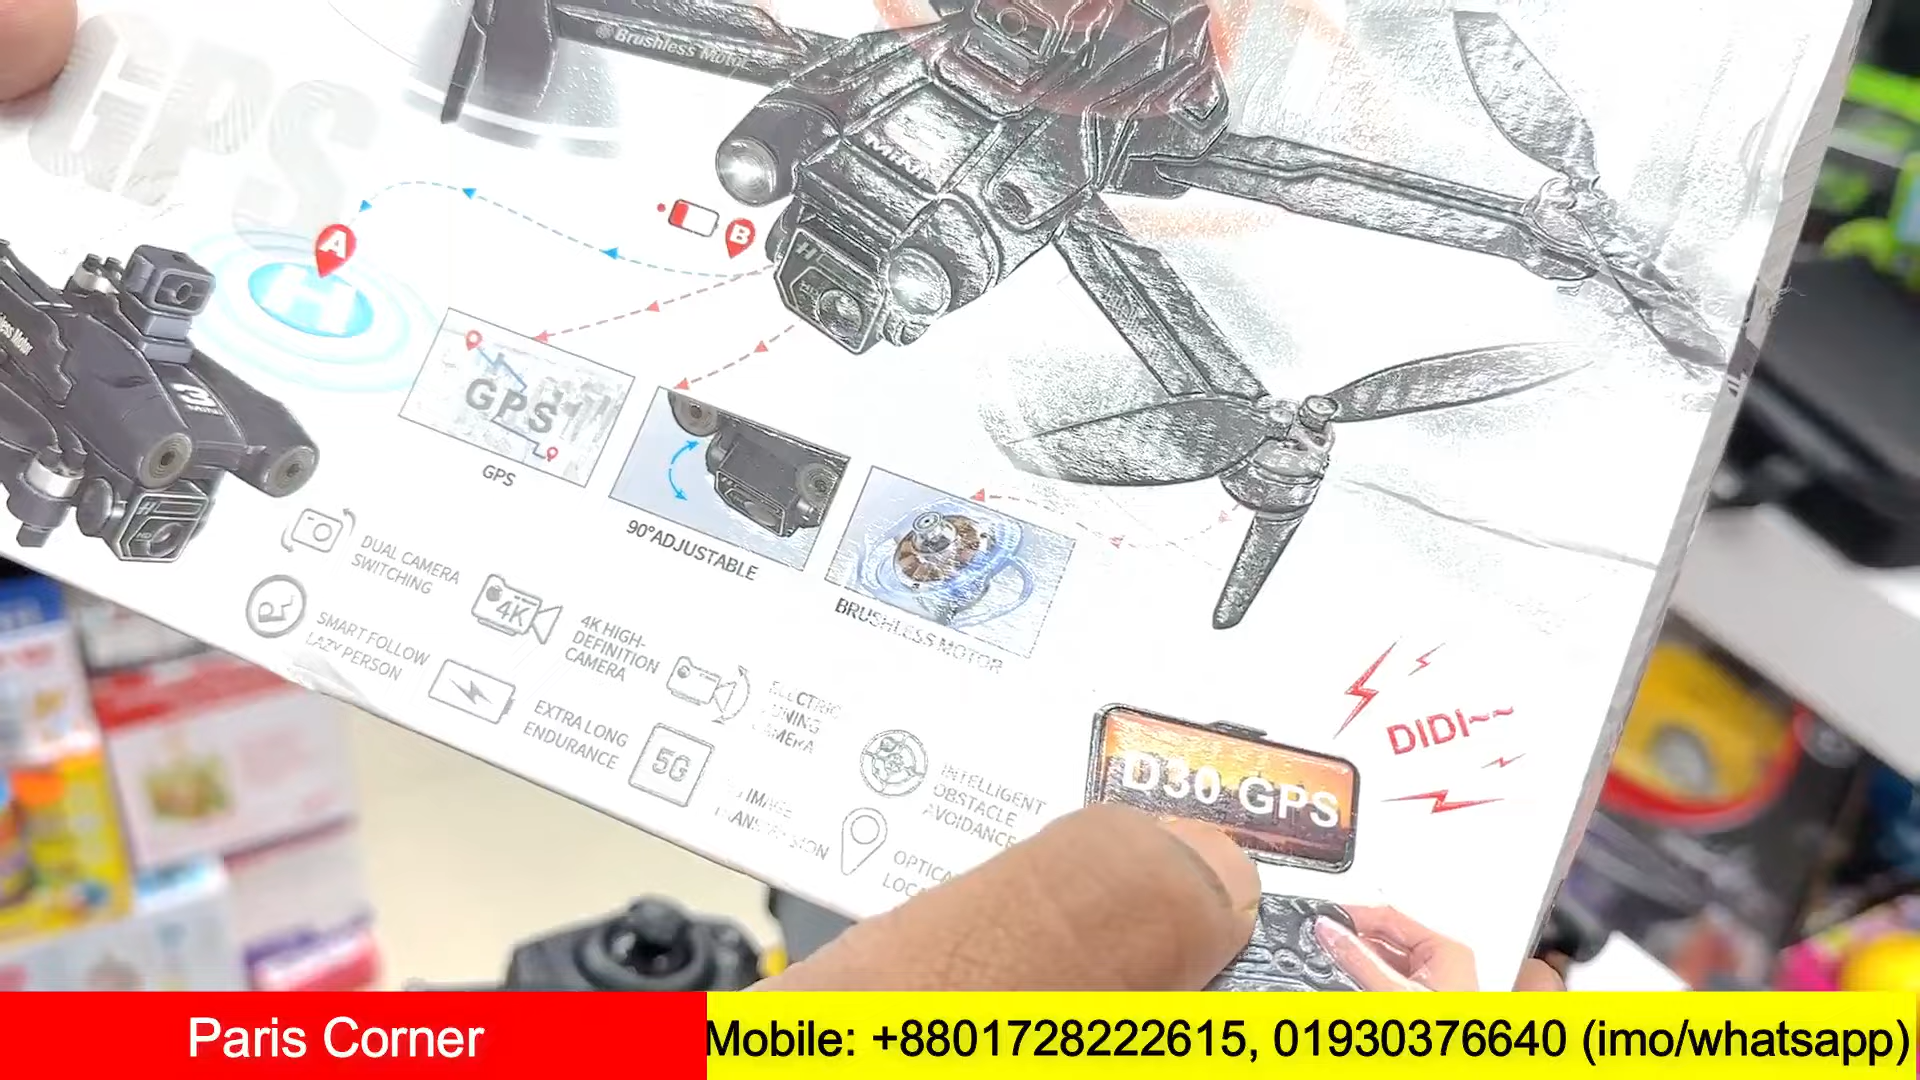 GPS
Brushless Motor
A
B
H
GPS
GPS
90°ADJUSTABLE
BRUSHLESS MOTOR
DUAL CAMERA
SWITCHING
SMART FOLLOW
LAZY PERSON
4K
4K HIGH-
DEFINITION
CAMERA
EXTRA LONG
ENDURANCE
5G
INTELLIGENT
OBSTACLE
AVOIDANCE
DIDI~~
D30 GPS
Paris Corner
Mobile: +8801728222615, 01930376640 (imo/whatsapp)